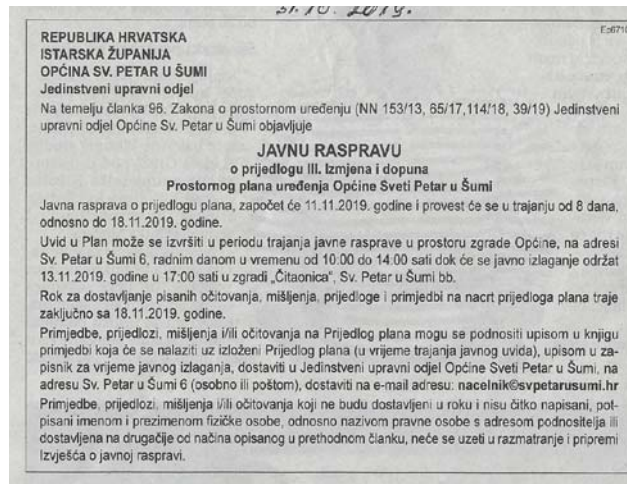 31.10.2019.
Ep6710
REPUBLIKA HRVATSKA
ISTARSKA ŽUPANIJA
OPĆINA SV. PETAR U ŠUMI
Jedinstveni upravni odjel
Na temelju članka 96. Zakona o prostornom uređenju (NN 153/13, 65/17,114/18, 39/19) Jedinstveni
upravni odjel Općine Sv. Petar u Šumi objavljuje
JAVNU RASPRAVU
o prijedlogu III. Izmjena i dopuna
Prostornog plana uređenja Općine Sveti Petar u Šumi
Javna rasprava o prijedlogu plana, započet će 11.11.2019. godine i provest će se u trajanju od 8 dana,
odnosno do 18.11.2019. godine.
Uvid u Plan može se izvršiti u periodu trajanja javne rasprave u prostoru zgrade Općine, na adresi
Sv. Petar u Šumi 6, radnim danom u vremenu od 10:00 do 14:00 sati dok će se javno izlaganje održat
13.11.2019. godine u 17:00 sati u zgradi „Čitaonica", Sv. Petar u Šumi bb.
Rok za dostavljanje pisanih očitovanja, mišljenja, prijedloge i primjedbi na nacrt prijedloga plana traje
zaključno sa 18.11.2019. godine.
Primjedbe, prijedlozi, mišljenja i/ili očitovanja na Prijedlog plana mogu se podnositi upisom u knjigu
primjedbi koja će se nalaziti uz izloženi Prijedlog plana (u vrijeme trajanja javnog uvida), upisom u za-
pisnik za vrijeme javnog izlaganja, dostaviti u Jedinstveni upravni odjel Općine Sveti Petar u Šumi, na
adresu Sv. Petar u Šumi 6 (osobno ili poštom), dostaviti na e-mail adresu: nacelnik©svpetarusumi.hr
Primjedbe, prijedlozi, mišljenja i/ili očitovanja koji ne budu dostavljeni u roku i nisu čitko napisani, pot-
pisani imenom i prezimenom fizičke osobe, odnosno nazivom pravne osobe s adresom podnositelja ili
dostavljena na drugačije od načina opisanog u prethodnom članku, neće se uzeti u razmatranje i pripremi
Izvješća o javnoj raspravi.